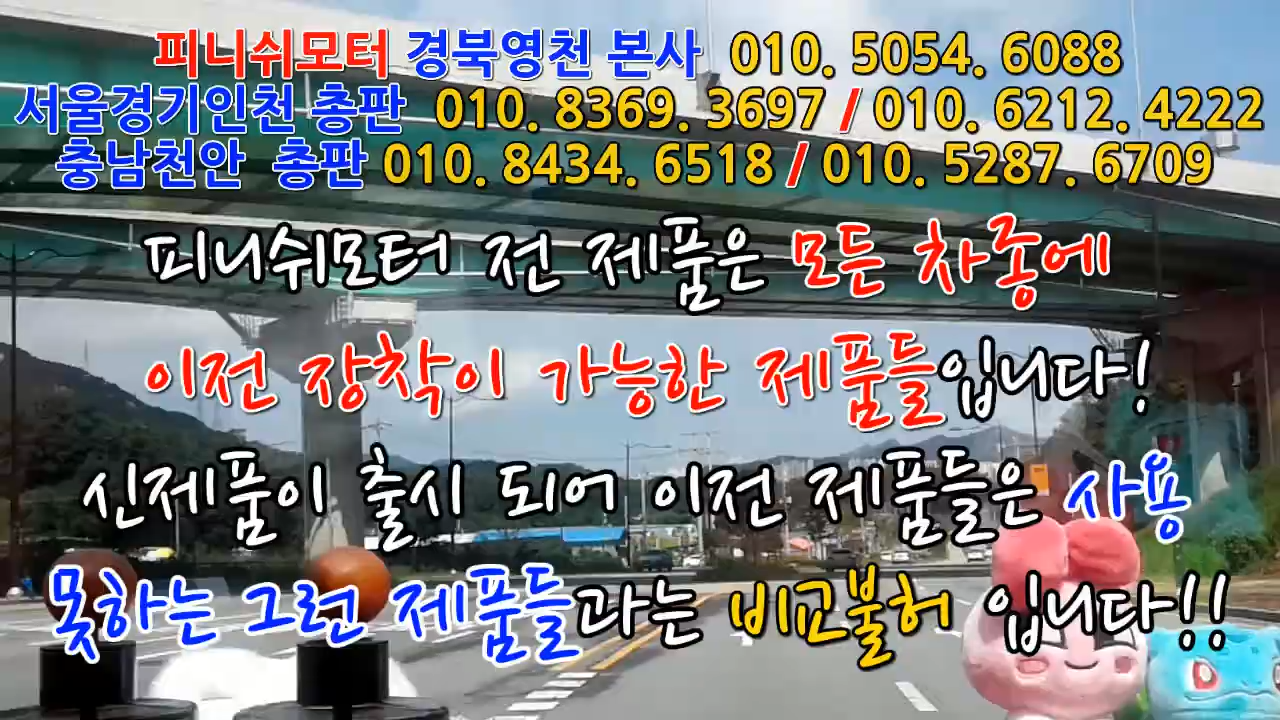 피니쉬모터 경북영천 본사 010. 5054. 6088
서울경기인천 총판 010. 8369. 3697 / 010. 6212. 4222
충남천안 총판 010. 8434. 6518 / 010. 5287. 6709
피니쉬모터 전 제품은 모든 차종에
이전 장착이 가능한 제품들입니다!
신제품이 출시 되어 이전 제품들은 사용
못하는 그런 제품들과는 비교불허 입니다!!